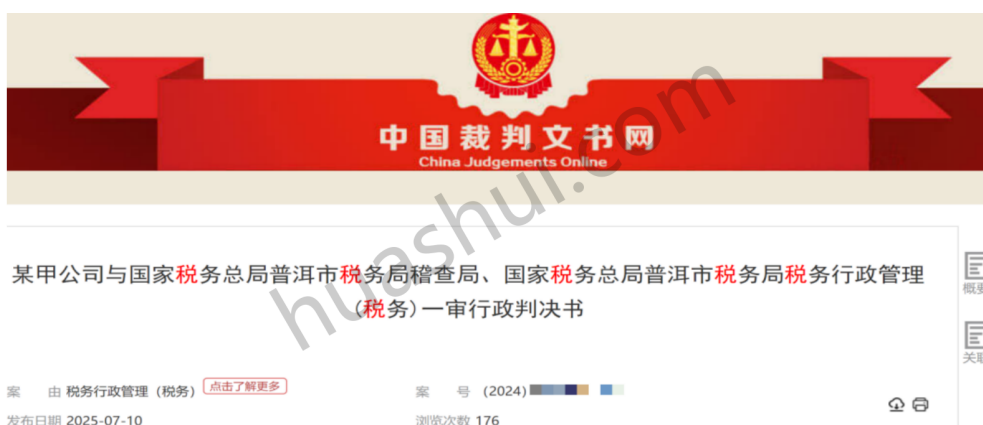 中国裁判文书网
China Judgements Online
某甲公司与国家税务总局普洱市税务局稽查局、国家税务总局普洱市税务局税务行政管理
(税务)一审行政判决书
概要
关联
案 由 税务行政管理（税务） 点击了解更多 案 号 (2024)
发布日期 2025-07-10 浏览次数 176
huashui.com